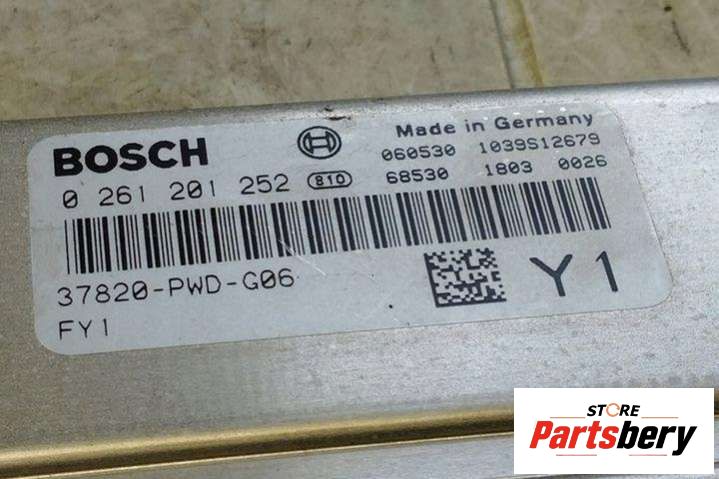 BOSCH
Made in Germany
060530 1039S12679
0 261 201 252 810
68530 1803 0026
37820-PWD-G06
Y1
FY1
STORE
Partsbery